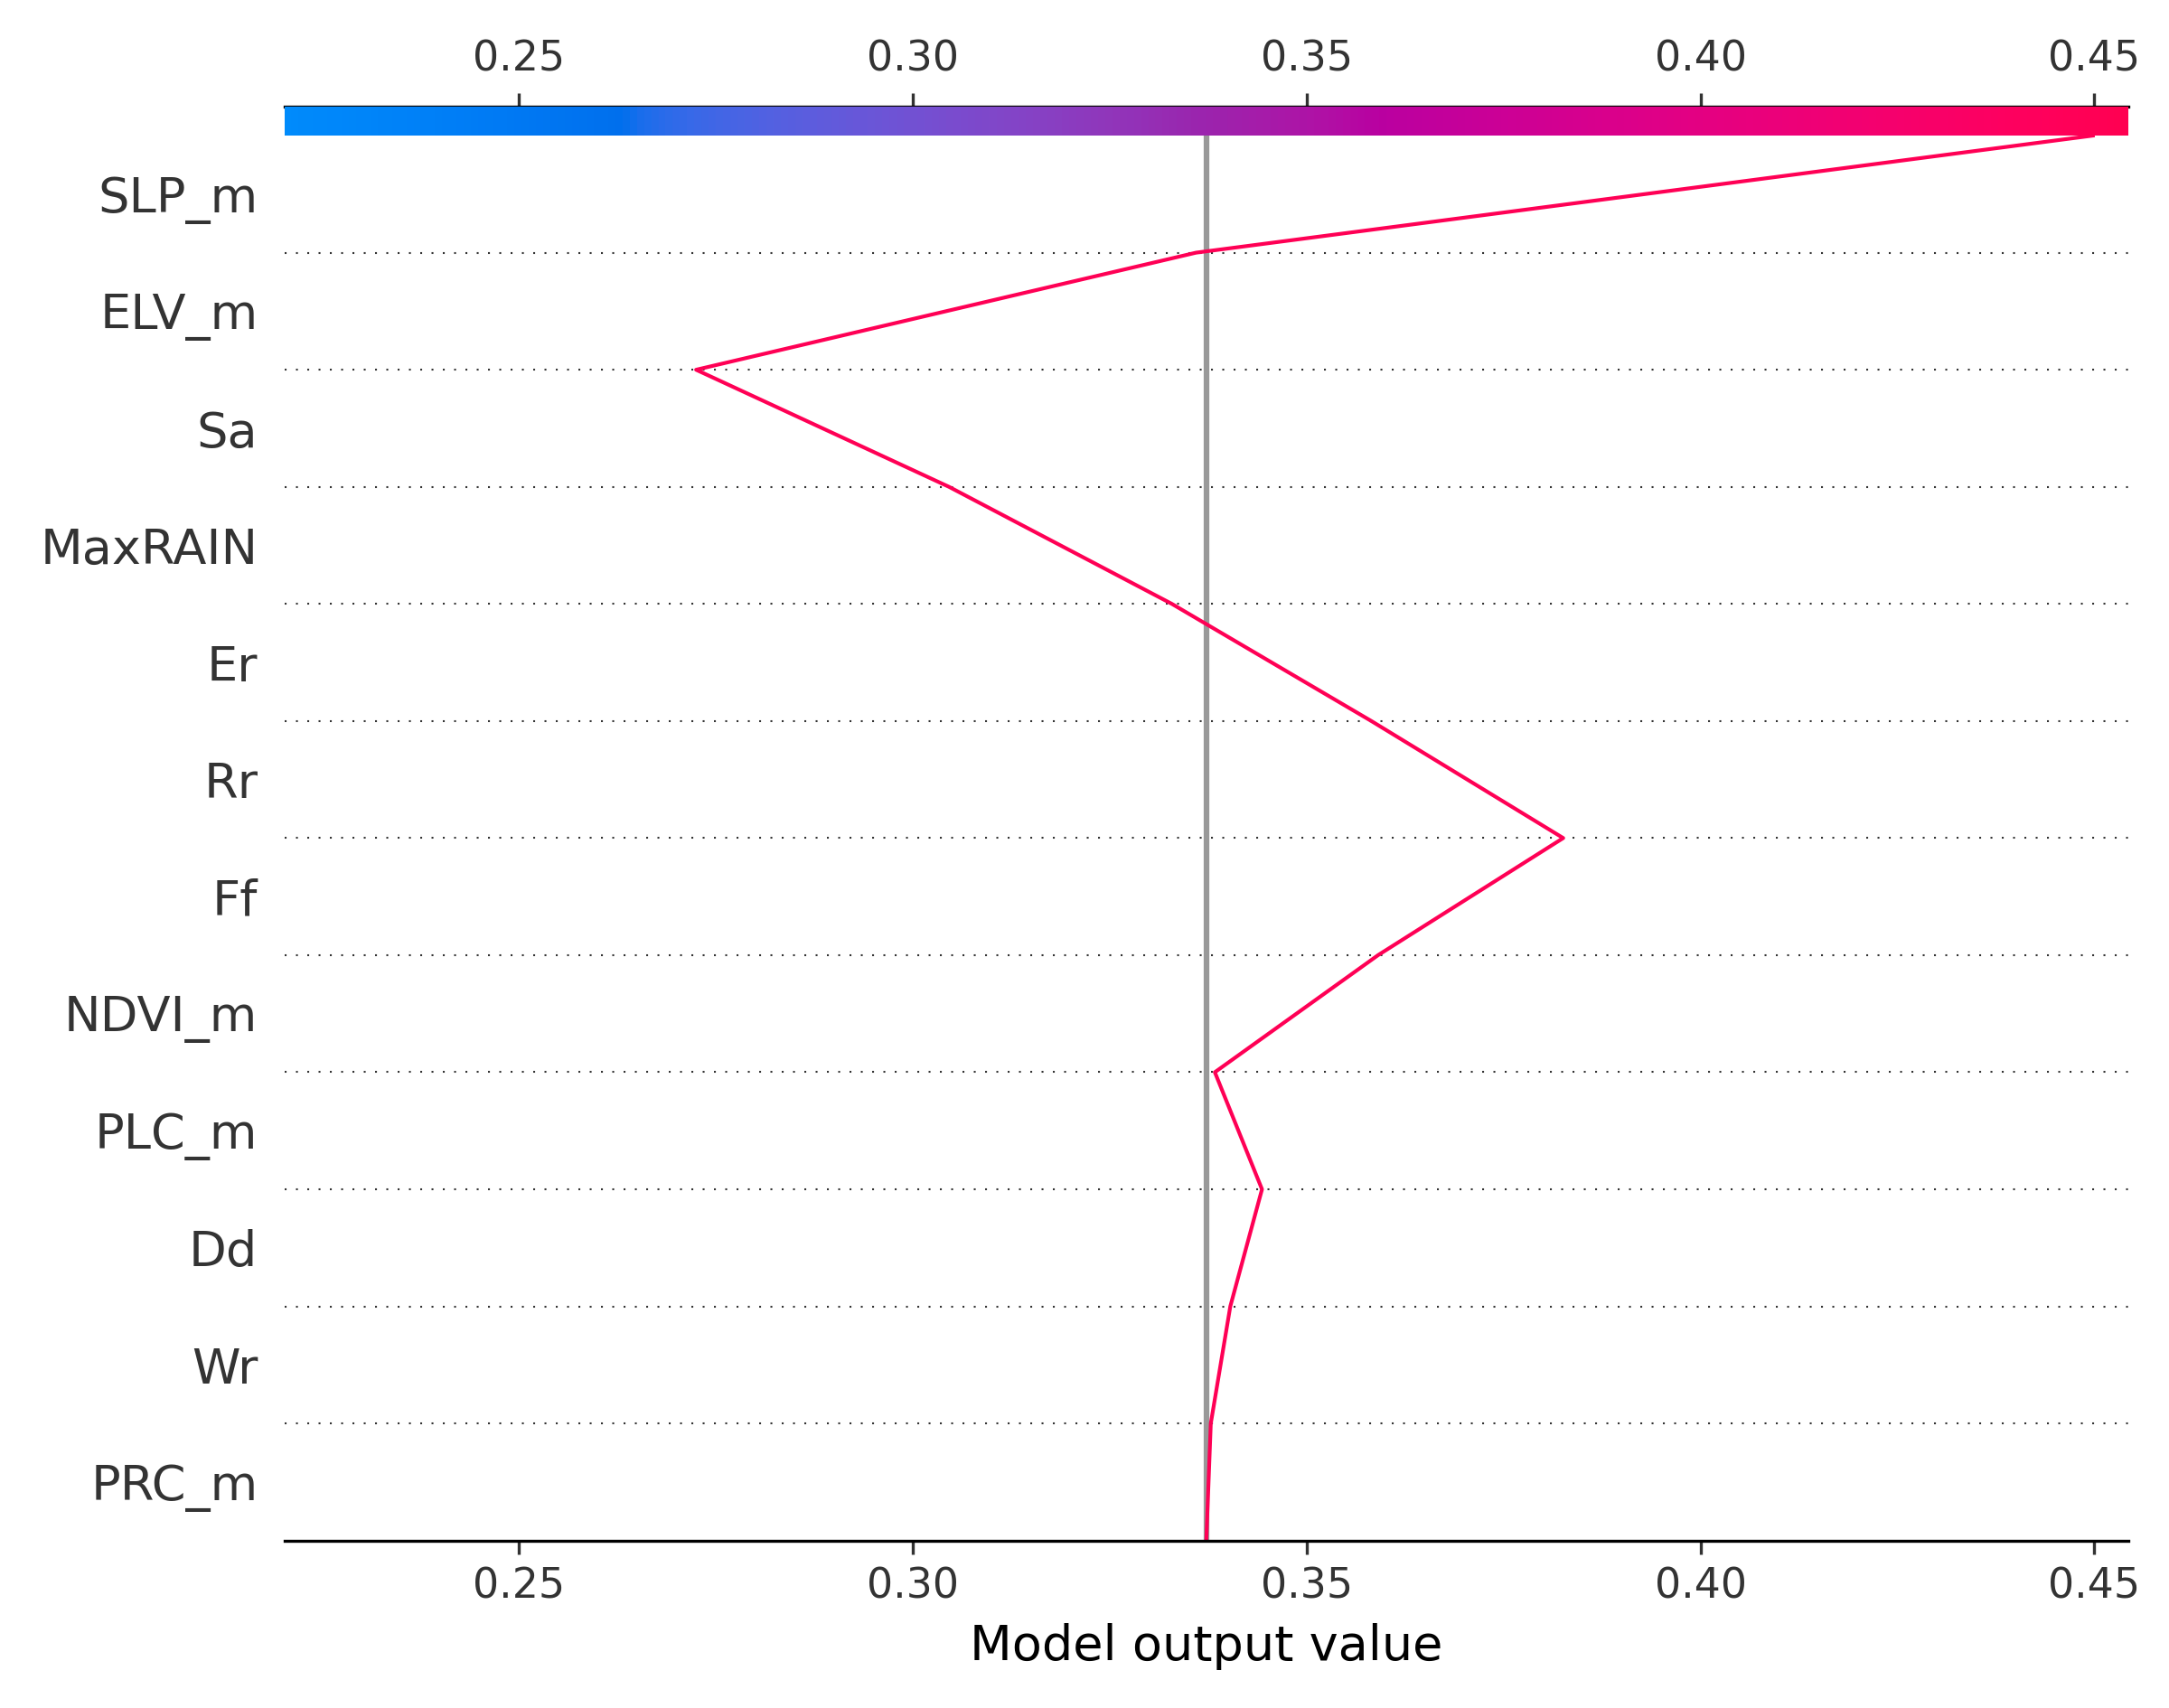 0.25 0.30 0.35 0.40 0.45
SLP_m
ELV_m
Sa
MaxRAIN
Er
Rr
Ff
NDVI_m
PLC_m
Dd
Wr
PRC_m
0.25 0.30 0.35 0.40 0.45
Model output value